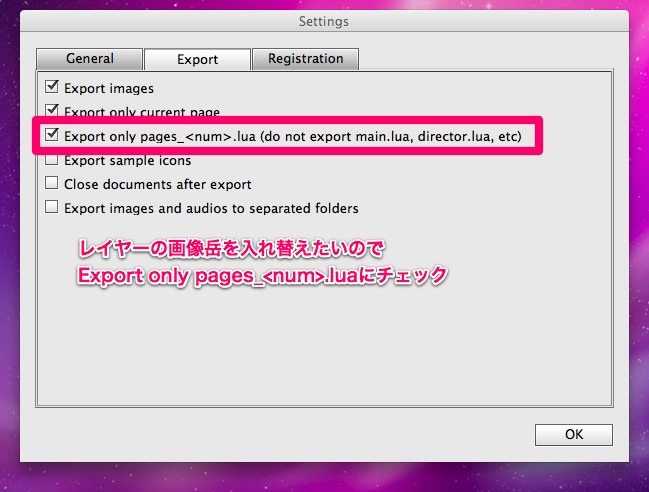 Settings
General
Export
Registration
Export images
Export only current page
Export only pages_<num>.lua (do not export main.lua, director.lua, etc)
Export sample icons
Close documents after export
Export images and audios to separated folders
レイヤーの画像岳を入れ替えたいので
Export only pages_<num>.luaにチェック
OK